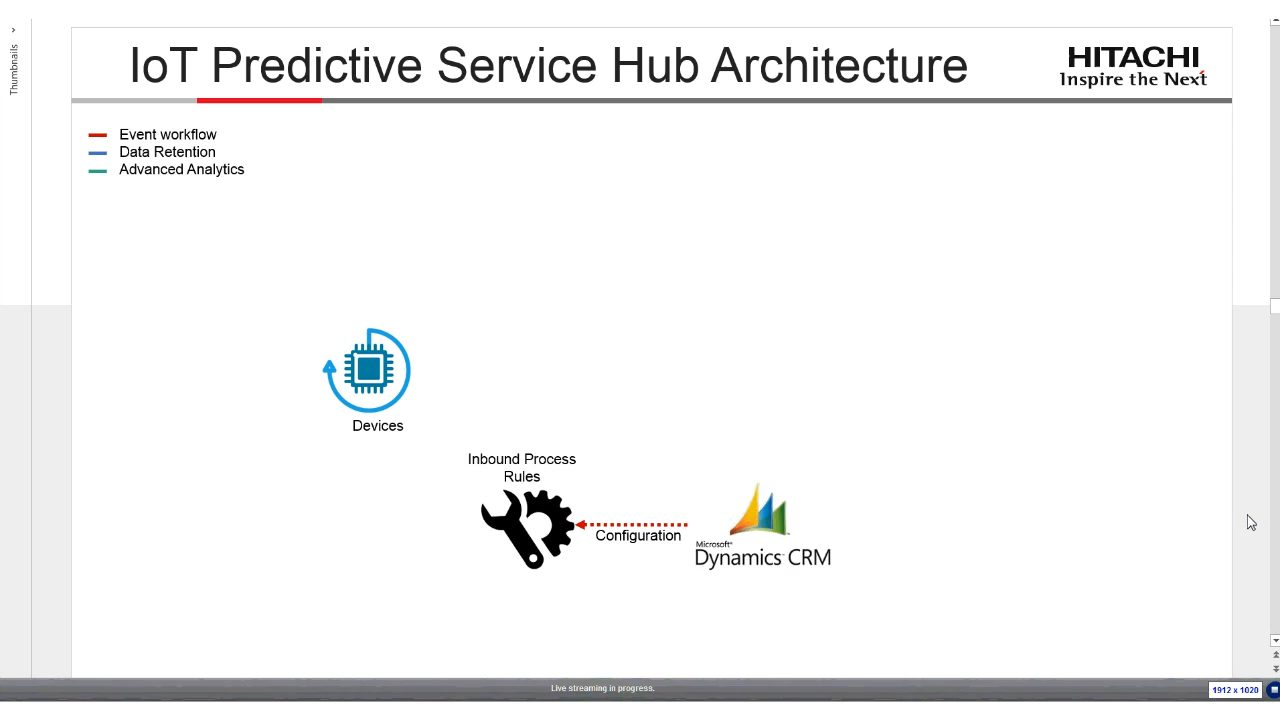 Thumbnails
IoT Predictive Service Hub Architecture
HITACHI
Inspire the Next
Event workflow
Data Retention
Advanced Analytics
Devices
Inbound Process
Rules
Configuration
Microsoft®
Dynamics CRM
Live streaming in progress.
1912 x 1020